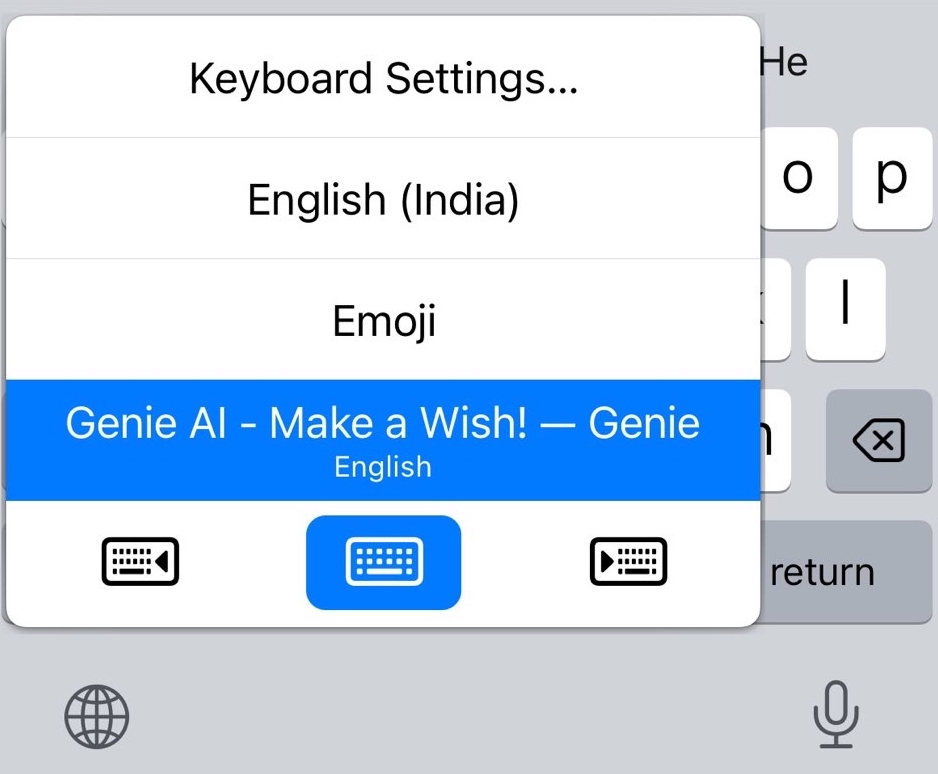 Keyboard Settings...
He
English (India)
o p
Emoji
l
Genie AI - Make a Wish! — Genie
English
return